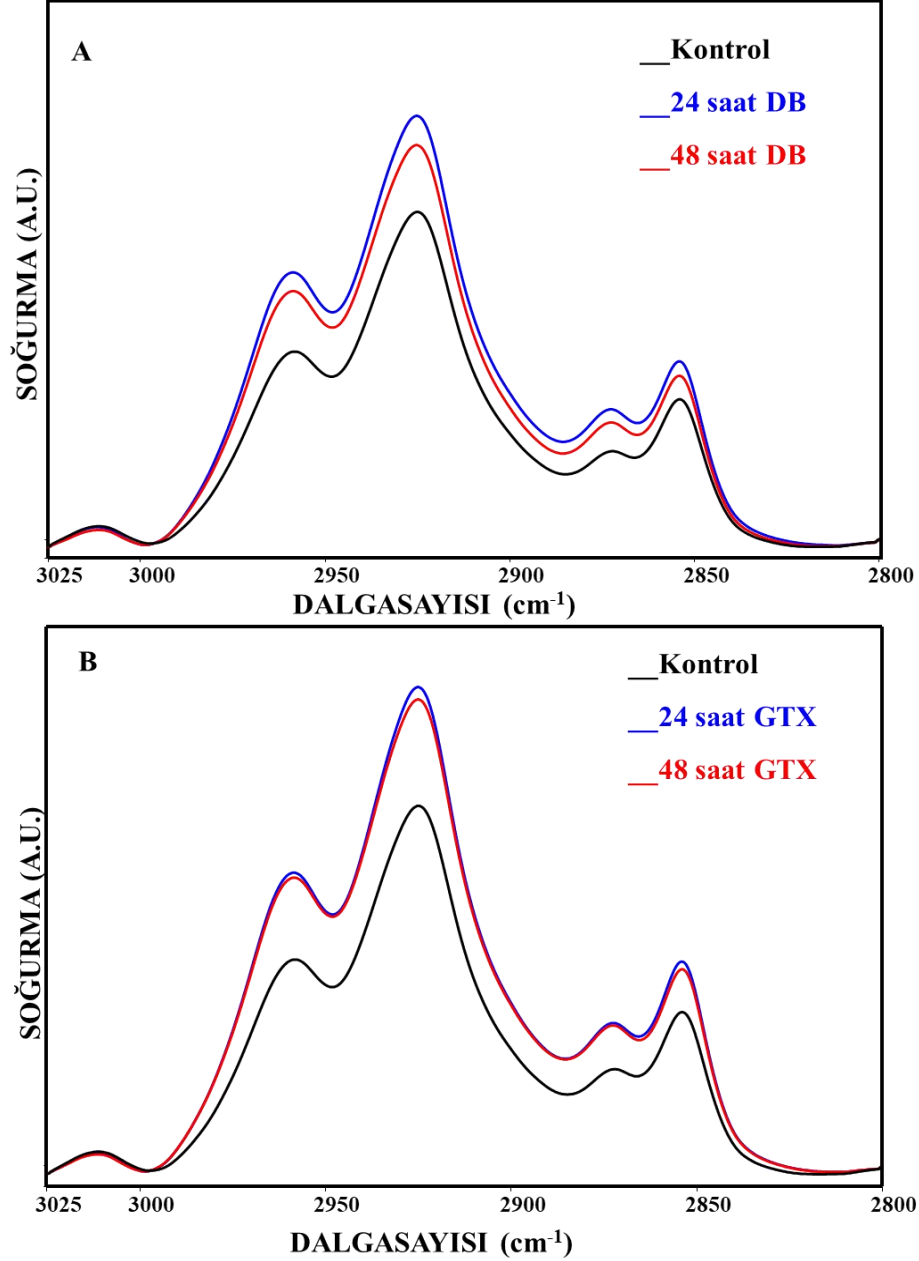 A
__Kontrol
__24 saat DB
__48 saat DB
SOĞURMA (A.U.)
3025 3000 2950 2900 2850 2800
DALGASAYISI (cm⁻¹)
B
__Kontrol
__24 saat GTX
__48 saat GTX
SOĞURMA (A.U.)
3025 3000 2950 2900 2850 2800
DALGASAYISI (cm⁻¹)